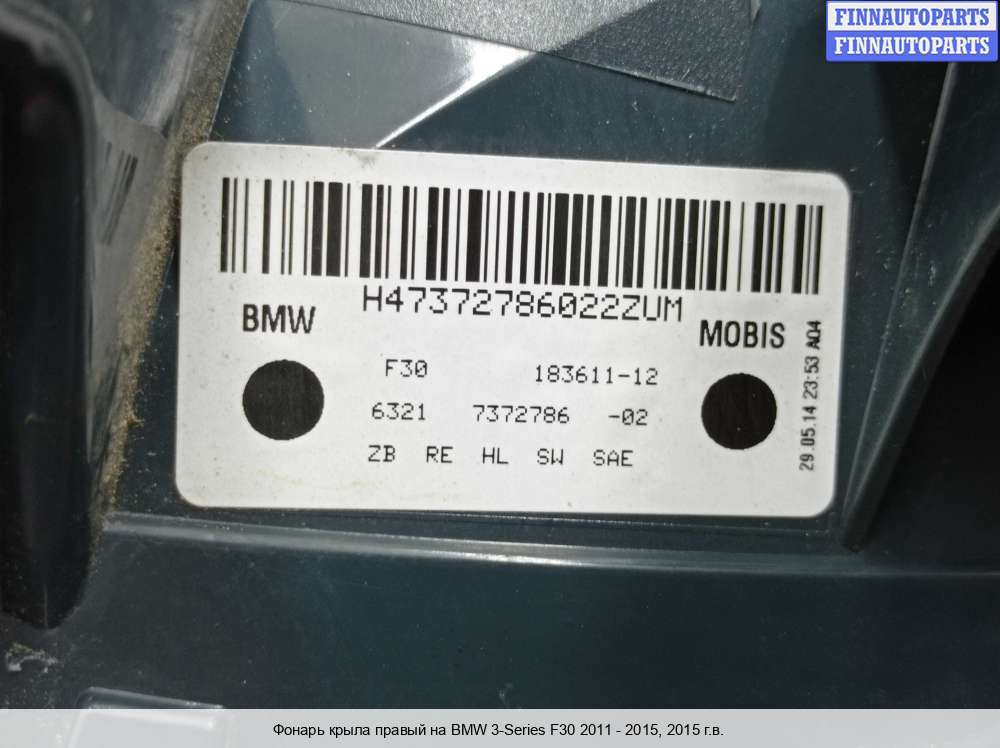 FINNAUTOPARTS
FINNAUTOPARTS
H47372786022ZUM
BMW
MOBIS
F30 183611-12
6321 7372786 -02
ZB RE HL SW SAE
29.05.14 23:53 A04
Фонарь крыла правый на BMW 3-Series F30 2011 - 2015, 2015 г.в.